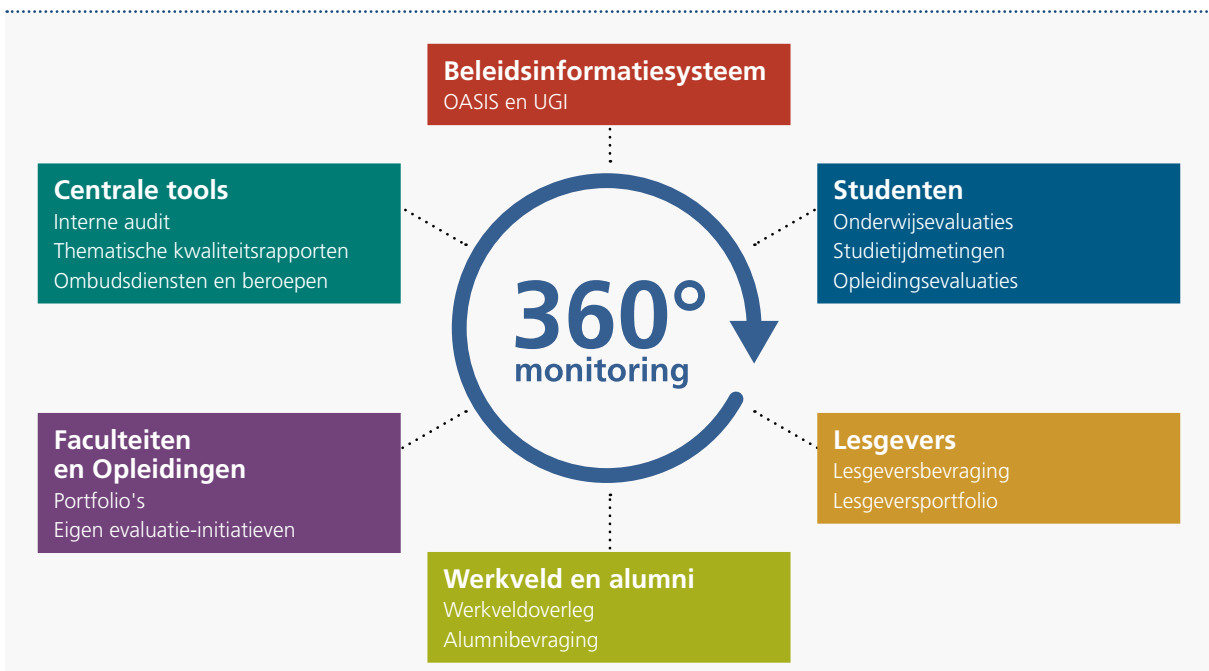 Beleidsinformatiesysteem
OASIS en UGI
Centrale tools
Interne audit
Thematische kwaliteitsrapporten
Ombudsdiensten en beroepen
Studenten
Onderwijsevaluaties
Studietijdmetingen
Opleidingsevaluaties
360°
monitoring
Faculteiten
en Opleidingen
Portfolio's
Eigen evaluatie-initiatieven
Lesgevers
Lesgeversbevraging
Lesgeversportfolio
Werkveld en alumni
Werkveldoverleg
Alumnibevraging